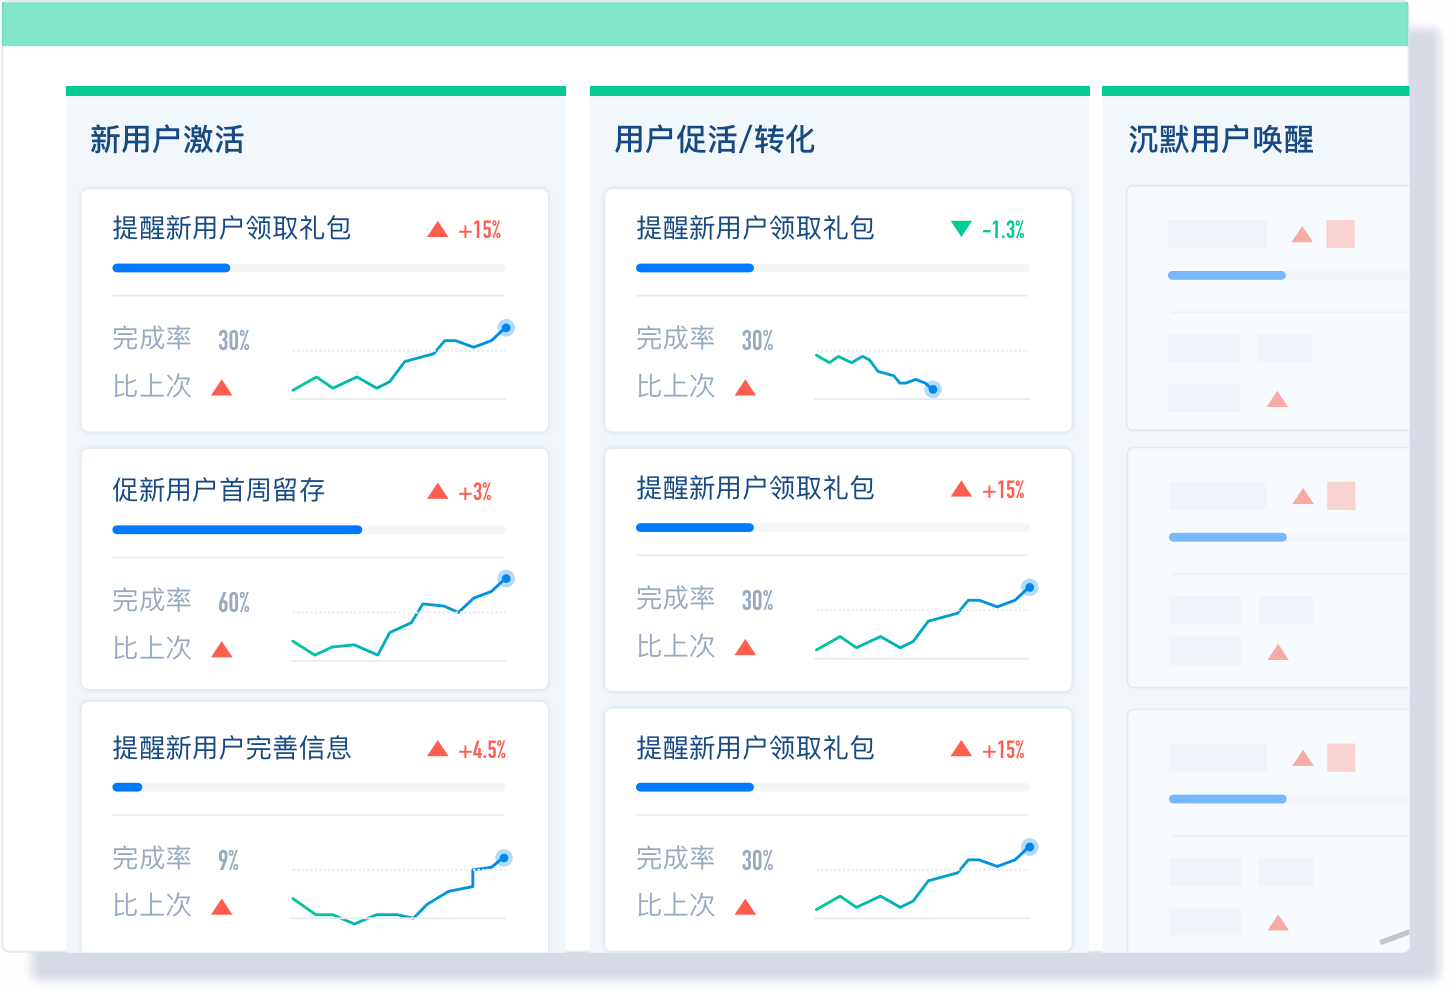 新用户激活
提醒新用户领取礼包 +15%
完成率 30%
比上次
促新用户首周留存 +3%
完成率 60%
比上次
提醒新用户完善信息 +4.5%
完成率 9%
比上次
用户促活/转化
提醒新用户领取礼包 -1.3%
完成率 30%
比上次
提醒新用户领取礼包 +15%
完成率 30%
比上次
提醒新用户领取礼包 +15%
完成率 30%
比上次
沉默用户唤醒